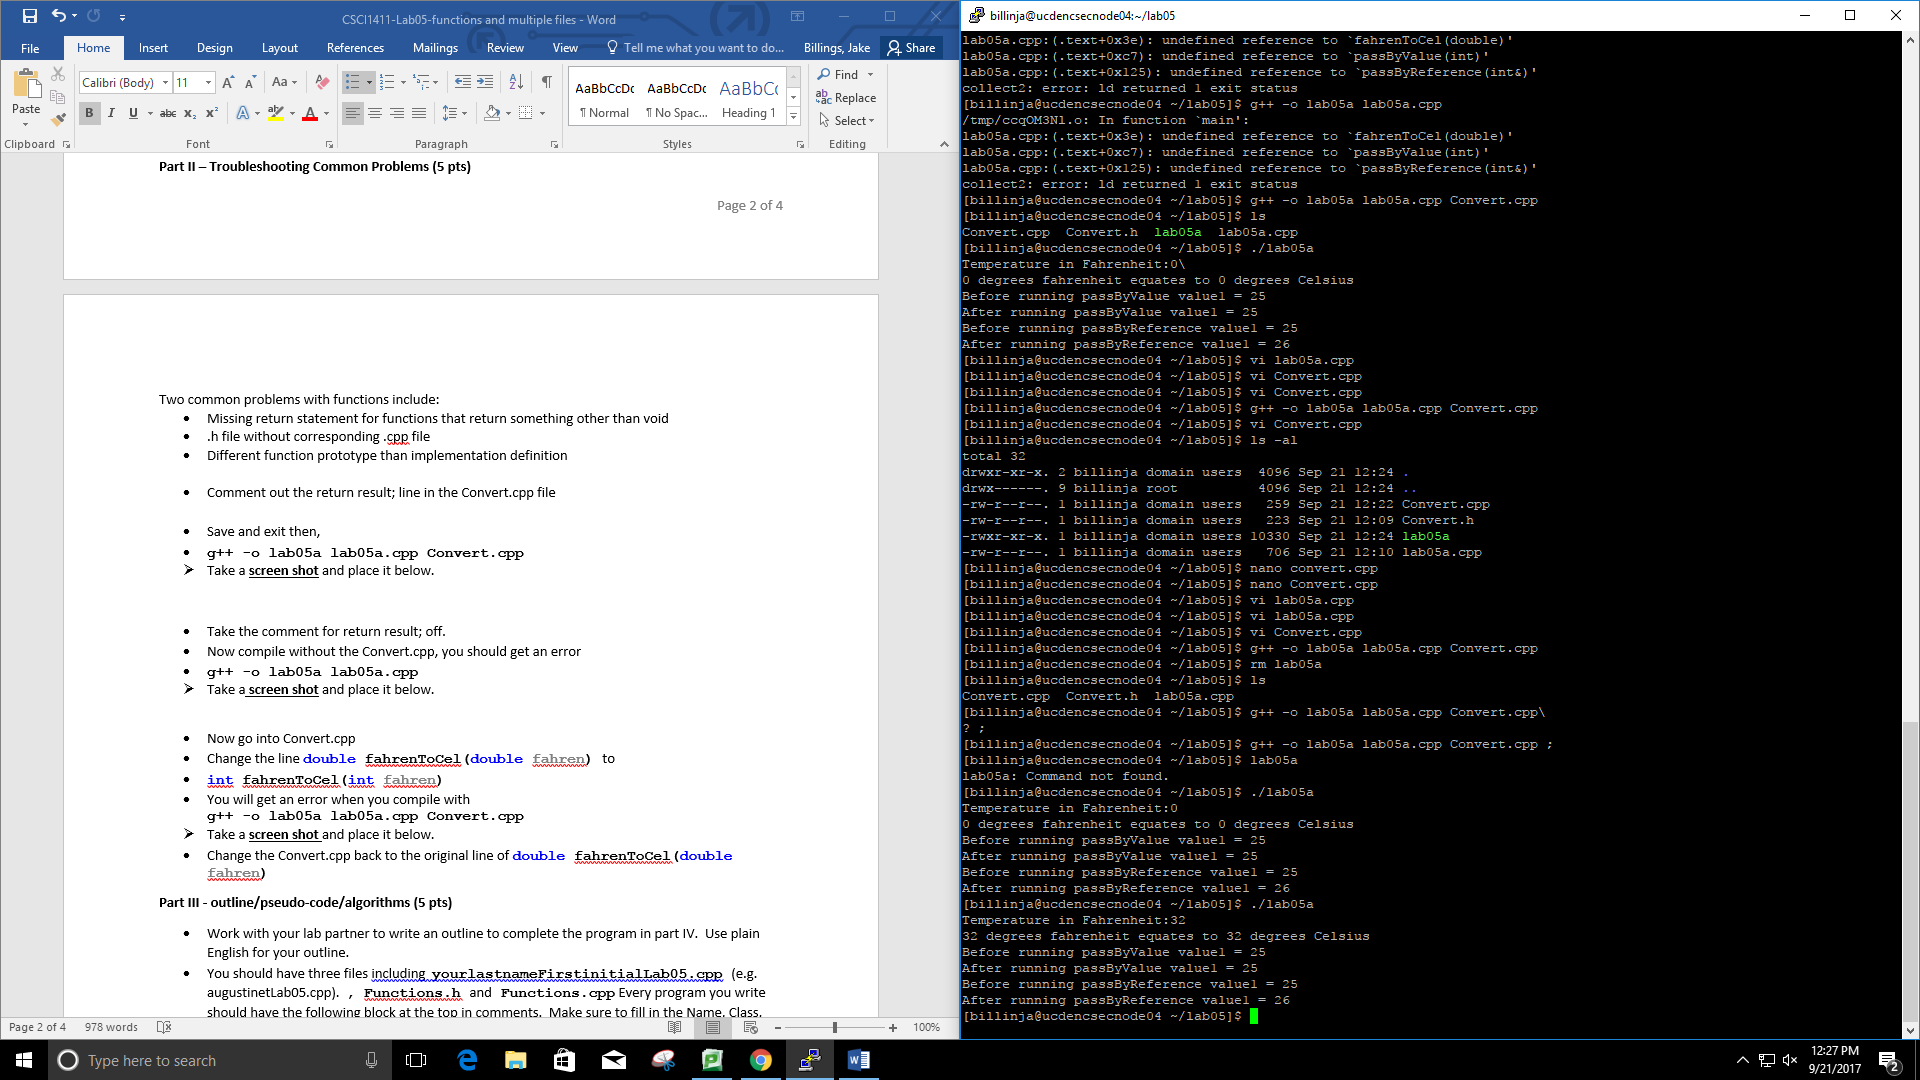 CSCI1411-Lab05-functions and multiple files - Word
File Home Insert Design Layout References Mailings Review View Tell me what you want to do... Billings, Jake Share
Paste
Calibri (Body) 11
Aa
B I U abc x₂ x²
AaBbCcDc AaBbCcDc AaBbCc
¶ Normal ¶ No Spac... Heading 1
Find
Replace
Select
Clipboard Font Paragraph Styles Editing
Part II – Troubleshooting Common Problems (5 pts)
Page 2 of 4
Two common problems with functions include:
• Missing return statement for functions that return something other than void
• .h file without corresponding .cpp file
• Different function prototype than implementation definition
• Comment out the return result; line in the Convert.cpp file
• Save and exit then,
• g++ -o lab05a lab05a.cpp Convert.cpp
➢ Take a screen shot and place it below.
• Take the comment for return result; off.
• Now compile without the Convert.cpp, you should get an error
• g++ -o lab05a lab05a.cpp
➢ Take a screen shot and place it below.
• Now go into Convert.cpp
• Change the line double fahrenToCel(double fahren) to
• int fahrenToCel(int fahren)
• You will get an error when you compile with
g++ -o lab05a lab05a.cpp Convert.cpp
➢ Take a screen shot and place it below.
• Change the Convert.cpp back to the original line of double fahrenToCel(double
fahren)
Part III - outline/pseudo-code/algorithms (5 pts)
• Work with your lab partner to write an outline to complete the program in part IV. Use plain
English for your outline.
• You should have three files including yourlastnameFirstinitialLab05.cpp (e.g.
augustinetLab05.cpp). , Functions.h and Functions.cpp Every program you write
should have the following block at the top in comments. Make sure to fill in the Name, Class,
Page 2 of 4 978 words
100%
billinja@ucdencsecnode04:~/lab05
lab05a.cpp:(.text+0x3e): undefined reference to `fahrenToCel(double)'
lab05a.cpp:(.text+0xc7): undefined reference to `passByValue(int)'
lab05a.cpp:(.text+0x125): undefined reference to `passByReference(int&)'
collect2: error: ld returned 1 exit status
[billinja@ucdencsecnode04 ~/lab05]$ g++ -o lab05a lab05a.cpp
/tmp/ccqOM3Nl.o: In function `main':
lab05a.cpp:(.text+0x3e): undefined reference to `fahrenToCel(double)'
lab05a.cpp:(.text+0xc7): undefined reference to `passByValue(int)'
lab05a.cpp:(.text+0x125): undefined reference to `passByReference(int&)'
collect2: error: ld returned 1 exit status
[billinja@ucdencsecnode04 ~/lab05]$ g++ -o lab05a lab05a.cpp Convert.cpp
[billinja@ucdencsecnode04 ~/lab05]$ ls
Convert.cpp Convert.h lab05a lab05a.cpp
[billinja@ucdencsecnode04 ~/lab05]$ ./lab05a
Temperature in Fahrenheit:0\
0 degrees fahrenheit equates to 0 degrees Celsius
Before running passByValue value1 = 25
After running passByValue value1 = 25
Before running passByReference value1 = 25
After running passByReference value1 = 26
[billinja@ucdencsecnode04 ~/lab05]$ vi lab05a.cpp
[billinja@ucdencsecnode04 ~/lab05]$ vi Convert.cpp
[billinja@ucdencsecnode04 ~/lab05]$ vi Convert.cpp
[billinja@ucdencsecnode04 ~/lab05]$ g++ -o lab05a lab05a.cpp Convert.cpp
[billinja@ucdencsecnode04 ~/lab05]$ vi Convert.cpp
[billinja@ucdencsecnode04 ~/lab05]$ ls -al
total 32
drwxr-xr-x. 2 billinja domain users 4096 Sep 21 12:24 .
drwx------. 9 billinja root 4096 Sep 21 12:24 ..
-rw-r--r--. 1 billinja domain users 259 Sep 21 12:22 Convert.cpp
-rw-r--r--. 1 billinja domain users 223 Sep 21 12:09 Convert.h
-rwxr-xr-x. 1 billinja domain users 10330 Sep 21 12:24 lab05a
-rw-r--r--. 1 billinja domain users 706 Sep 21 12:10 lab05a.cpp
[billinja@ucdencsecnode04 ~/lab05]$ nano convert.cpp
[billinja@ucdencsecnode04 ~/lab05]$ nano Convert.cpp
[billinja@ucdencsecnode04 ~/lab05]$ vi lab05a.cpp
[billinja@ucdencsecnode04 ~/lab05]$ vi lab05a.cpp
[billinja@ucdencsecnode04 ~/lab05]$ vi Convert.cpp
[billinja@ucdencsecnode04 ~/lab05]$ g++ -o lab05a lab05a.cpp Convert.cpp
[billinja@ucdencsecnode04 ~/lab05]$ rm lab05a
[billinja@ucdencsecnode04 ~/lab05]$ ls
Convert.cpp Convert.h lab05a.cpp
[billinja@ucdencsecnode04 ~/lab05]$ g++ -o lab05a lab05a.cpp Convert.cpp\
? ;
[billinja@ucdencsecnode04 ~/lab05]$ g++ -o lab05a lab05a.cpp Convert.cpp ;
[billinja@ucdencsecnode04 ~/lab05]$ lab05a
lab05a: Command not found.
[billinja@ucdencsecnode04 ~/lab05]$ ./lab05a
Temperature in Fahrenheit:0
0 degrees fahrenheit equates to 0 degrees Celsius
Before running passByValue value1 = 25
After running passByValue value1 = 25
Before running passByReference value1 = 25
After running passByReference value1 = 26
[billinja@ucdencsecnode04 ~/lab05]$ ./lab05a
Temperature in Fahrenheit:32
32 degrees fahrenheit equates to 32 degrees Celsius
Before running passByValue value1 = 25
After running passByValue value1 = 25
Before running passByReference value1 = 25
After running passByReference value1 = 26
[billinja@ucdencsecnode04 ~/lab05]$
Type here to search
12:27 PM
9/21/2017
2